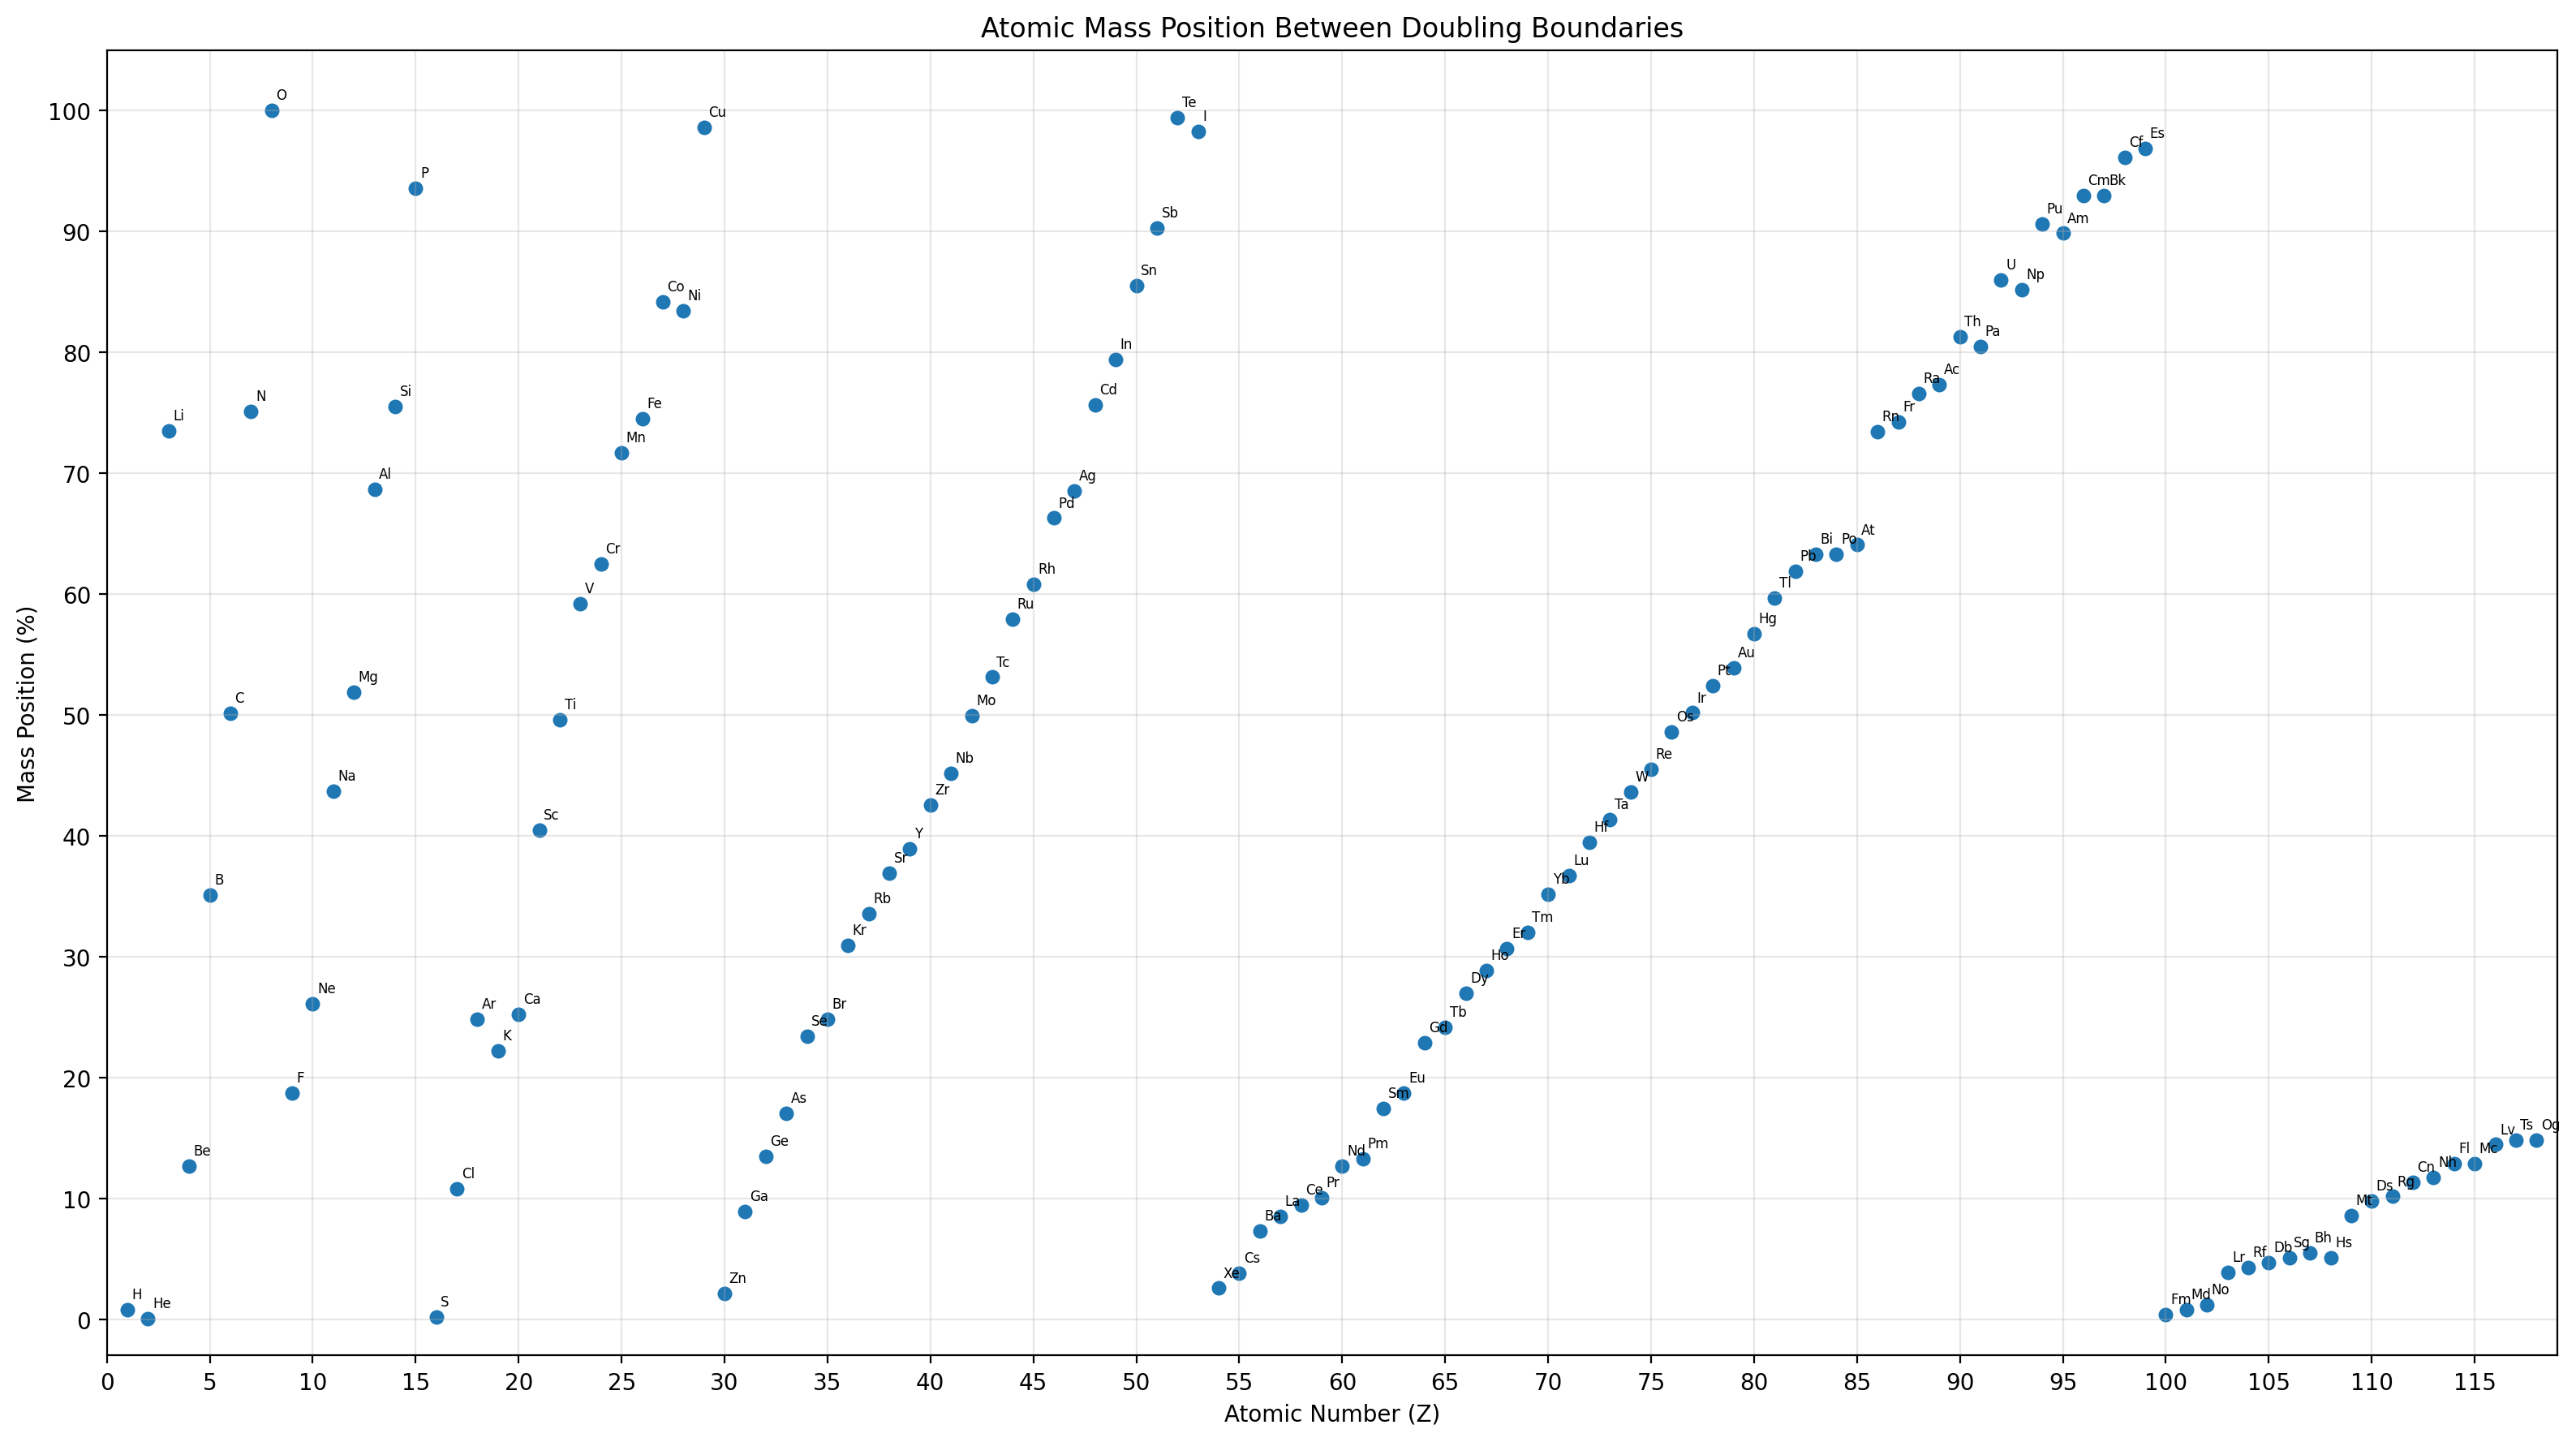 Atomic Mass Position Between Doubling Boundaries
Mass Position (%)
100
90
80
70
60
50
40
30
20
10
0
H
He
Li
Be
B
C
N
O
F
Ne
Na
Mg
Al
Si
P
S
Cl
Ar
K
Ca
Sc
Ti
V
Cr
Mn
Fe
Co
Ni
Cu
Zn
Ga
Ge
As
Se
Br
Kr
Rb
Sr
Y
Zr
Nb
Mo
Tc
Ru
Rh
Pd
Ag
Cd
In
Sn
Sb
Te
I
Xe
Cs
Ba
La
Ce
Pr
Nd
Pm
Sm
Eu
Gd
Tb
Dy
Ho
Er
Tm
Yb
Lu
Hf
Ta
W
Re
Os
Ir
Pt
Au
Hg
Tl
Pb
Bi
Po
At
Rn
Fr
Ra
Ac
Th
Pa
U
Np
Pu
Am
Cm
Bk
Cf
Es
Fm
Md
No
Lr
Rf
Db
Sg
Bh
Hs
Mt
Ds
Rg
Cn
Nh
Fl
Mc
Lv
Ts
Og
0 5 10 15 20 25 30 35 40 45 50 55 60 65 70 75 80 85 90 95 100 105 110 115
Atomic Number (Z)